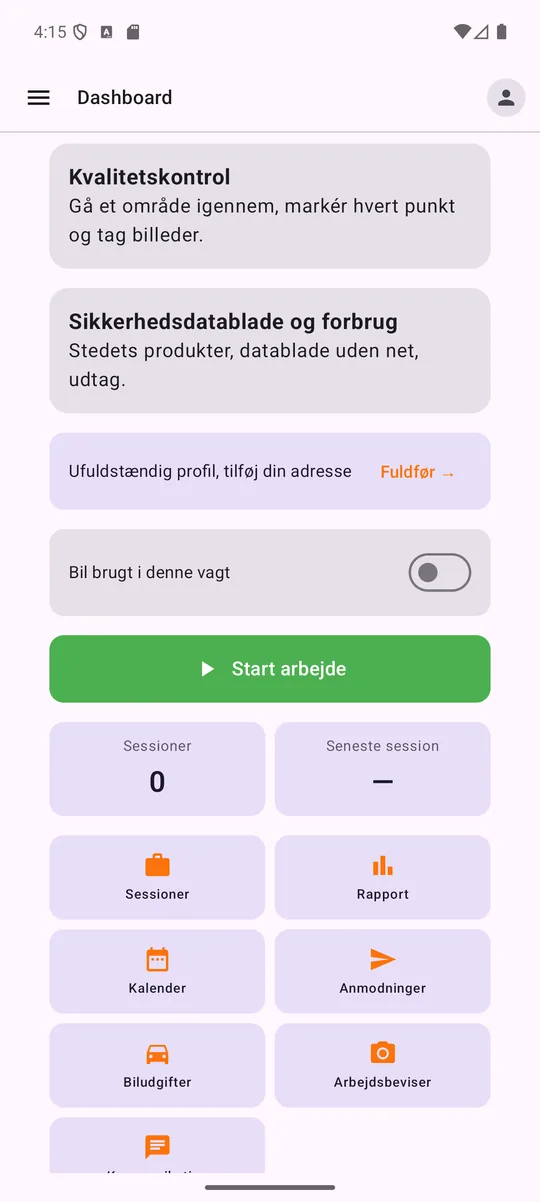 4:15
Dashboard
Kvalitetskontrol
Gå et område igennem, markér hvert punkt
og tag billeder.
Sikkerhedsdatablade og forbrug
Stedets produkter, datablade uden net,
udtag.
Ufuldstændig profil, tilføj din adresse
Fuldfør →
Bil brugt i denne vagt
Start arbejde
Sessioner
Seneste session
0
—
Sessioner
Rapport
Kalender
Anmodninger
Biludgifter
Arbejdsbeviser